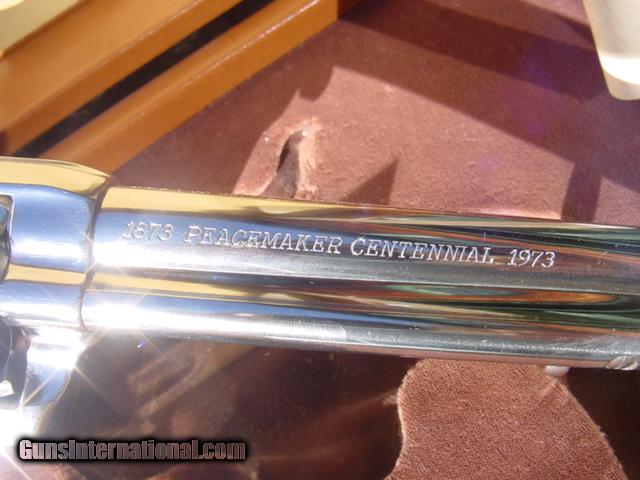 1873 PEACEMAKER CENTENNIAL 1973
GunsInternational.com